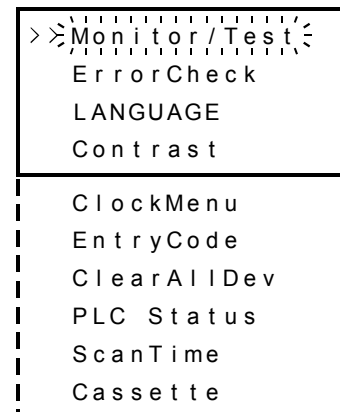 >>Monitor/Test
ErrorCheck
LANGUAGE
Contrast
ClockMenu
EntryCode
ClearAllDev
PLC Status
ScanTime
Cassette